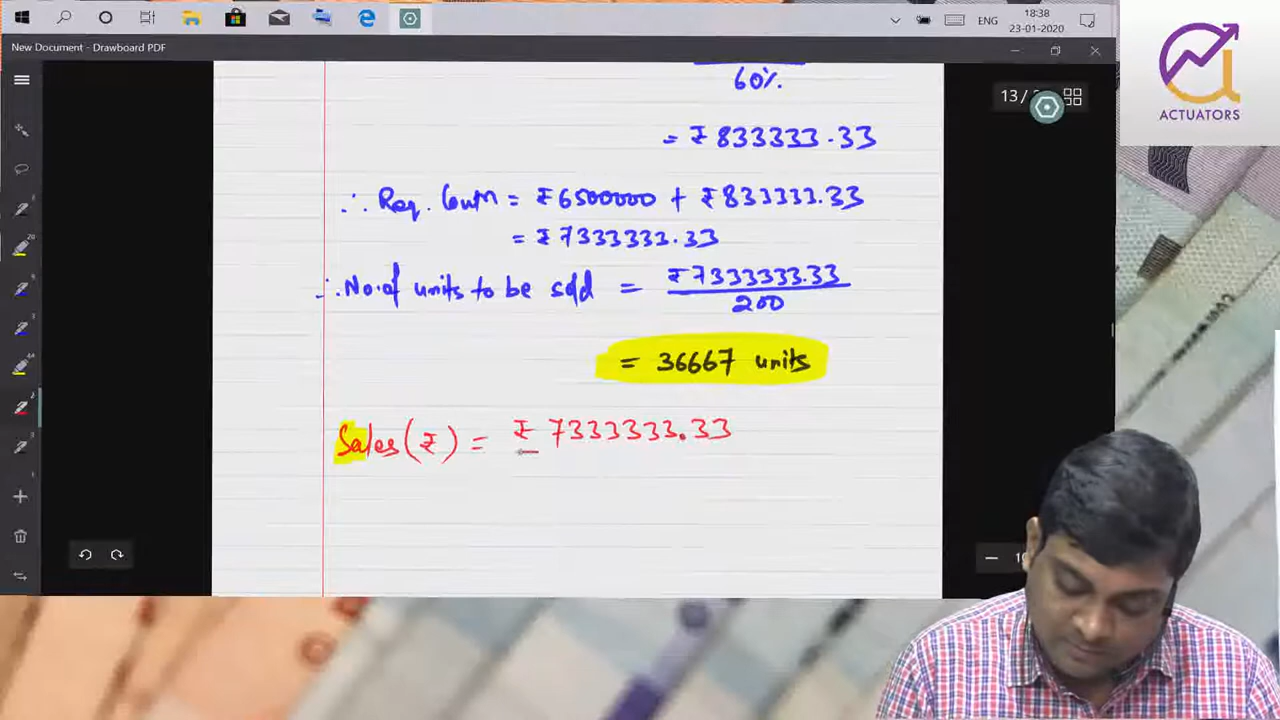 18:38
ENG
23-01-2020
New Document - Drawboard PDF
ACTUATORS
13 /
60%.
= ₹833333.33
∴ Req. Contn = ₹6500000 + ₹833333.33
= ₹7333333.33
∴ No. of units to be sold = ₹7333333.33
200
= 36667 units
Sales (₹) = ₹ 7333333.33